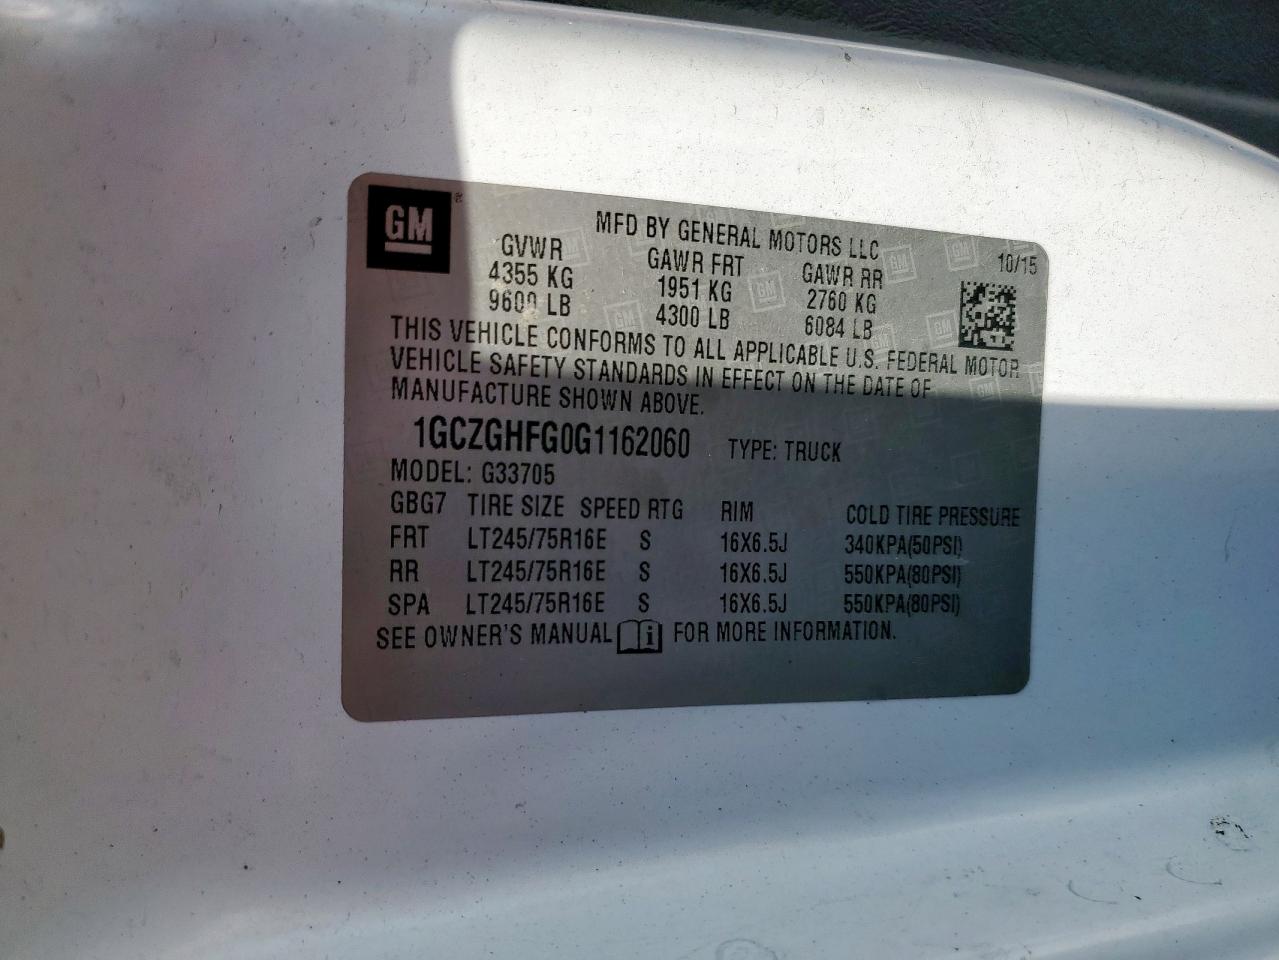 GM ®
MFD BY GENERAL MOTORS LLC
10/15
GVWR GAWR FRT GAWR RR
4355 KG 1951 KG 2760 KG
9600 LB 4300 LB 6084 LB
THIS VEHICLE CONFORMS TO ALL APPLICABLE U.S. FEDERAL MOTOR
VEHICLE SAFETY STANDARDS IN EFFECT ON THE DATE OF
MANUFACTURE SHOWN ABOVE.
1GCZGHFG0G1162060 TYPE: TRUCK
MODEL: G33705
GBG7 TIRE SIZE SPEED RTG RIM COLD TIRE PRESSURE
FRT LT245/75R16E S 16X6.5J 340KPA(50PSI)
RR LT245/75R16E S 16X6.5J 550KPA(80PSI)
SPA LT245/75R16E S 16X6.5J 550KPA(80PSI)
SEE OWNER'S MANUAL FOR MORE INFORMATION.